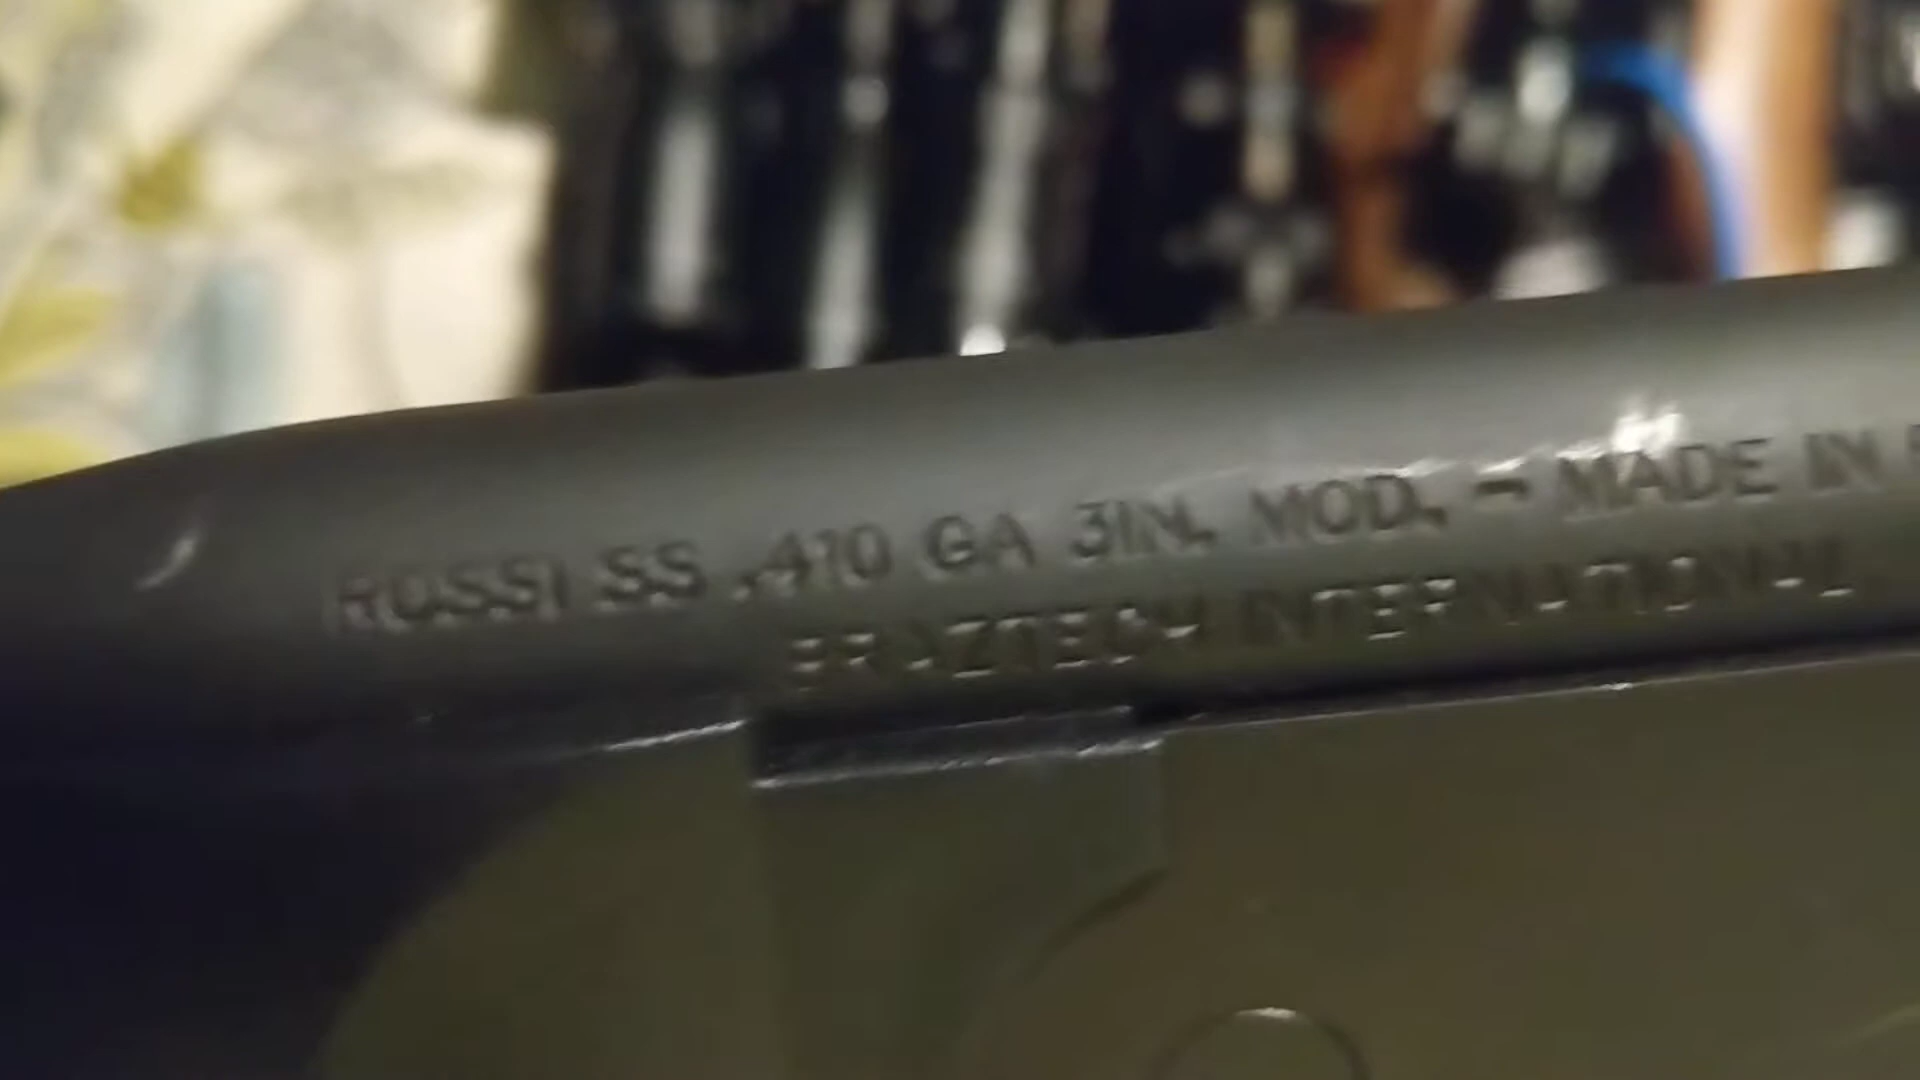 ROSSI SS .410 GA 3IN. MOD. - MADE IN
BRAZTECH INTERNATIONAL